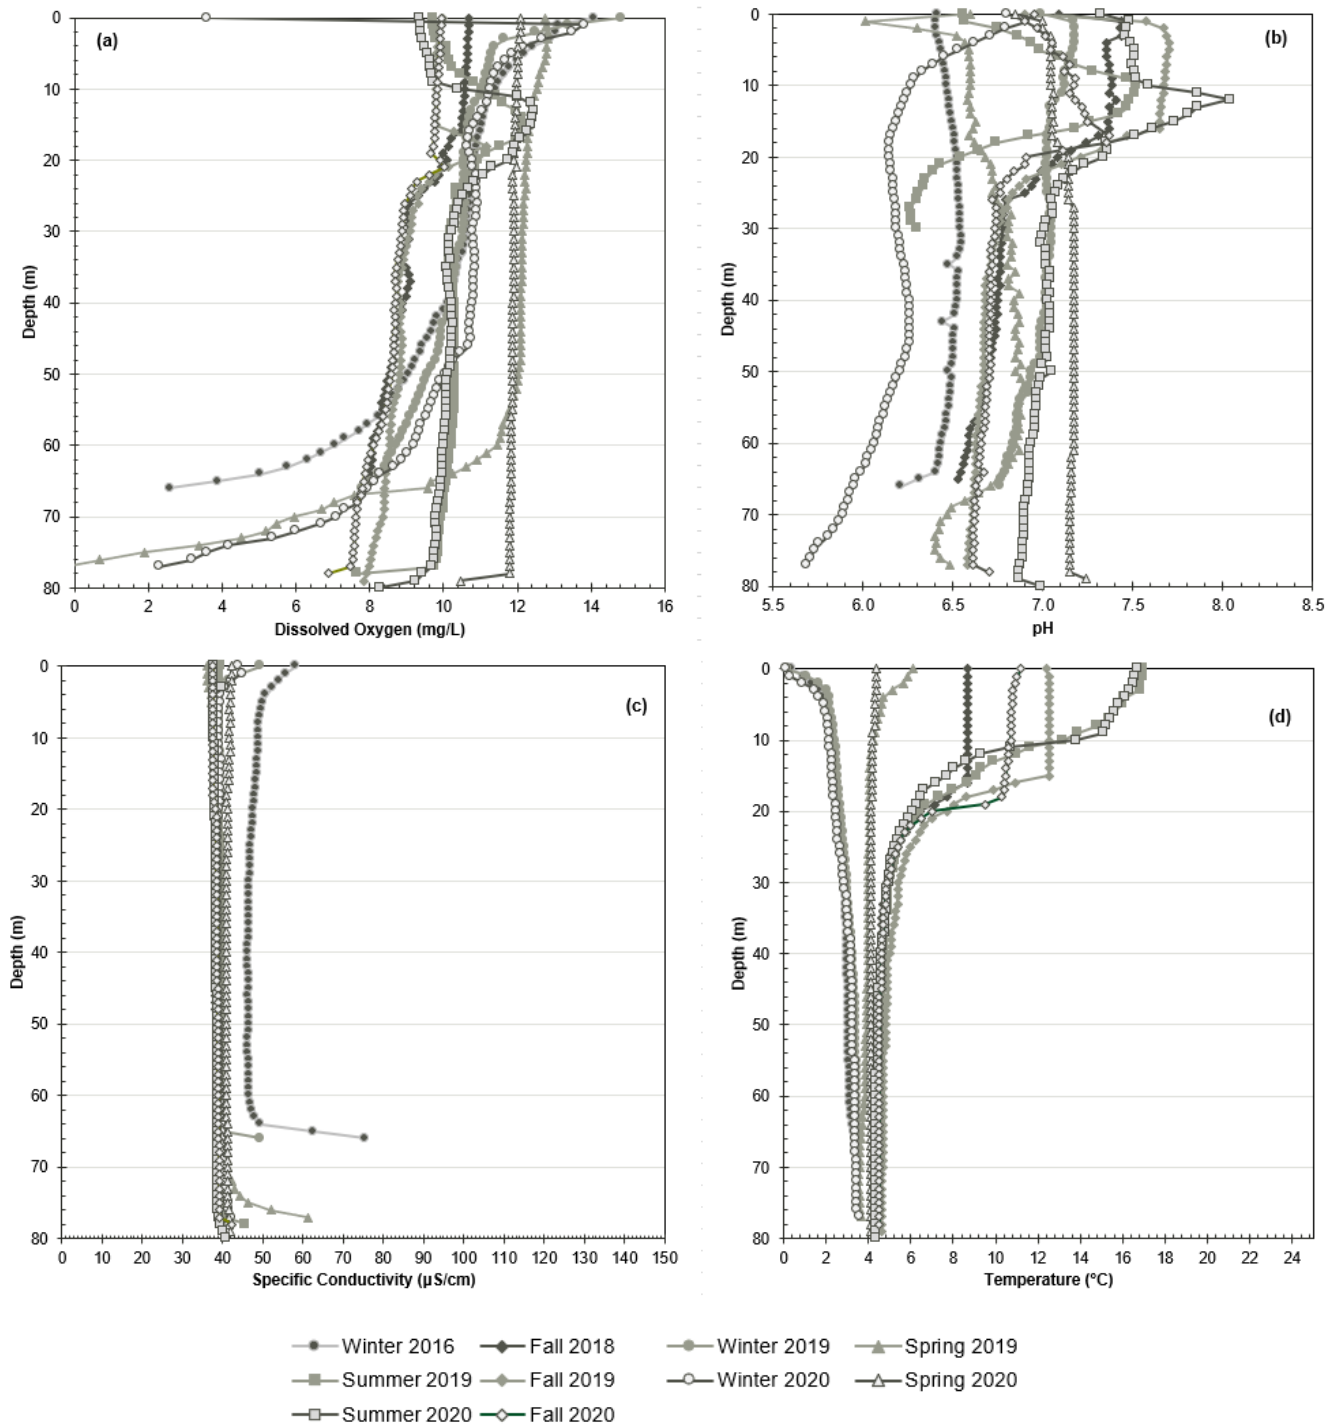 (a)
0
10
20
30
40
50
60
70
80
Depth (m)
0 2 4 6 8 10 12 14 16
Dissolved Oxygen (mg/L)
(b)
0
10
20
30
40
50
60
70
80
Depth (m)
5.5 6.0 6.5 7.0 7.5 8.0 8.5
pH
(c)
0
10
20
30
40
50
60
70
80
Depth (m)
0 10 20 30 40 50 60 70 80 90 100 110 120 130 140 150
Specific Conductivity (µS/cm)
(d)
0
10
20
30
40
50
60
70
80
Depth (m)
0 2 4 6 8 10 12 14 16 18 20 22 24
Temperature (°C)
Winter 2016 Fall 2018 Winter 2019 Spring 2019
Summer 2019 Fall 2019 Winter 2020 Spring 2020
Summer 2020 Fall 2020